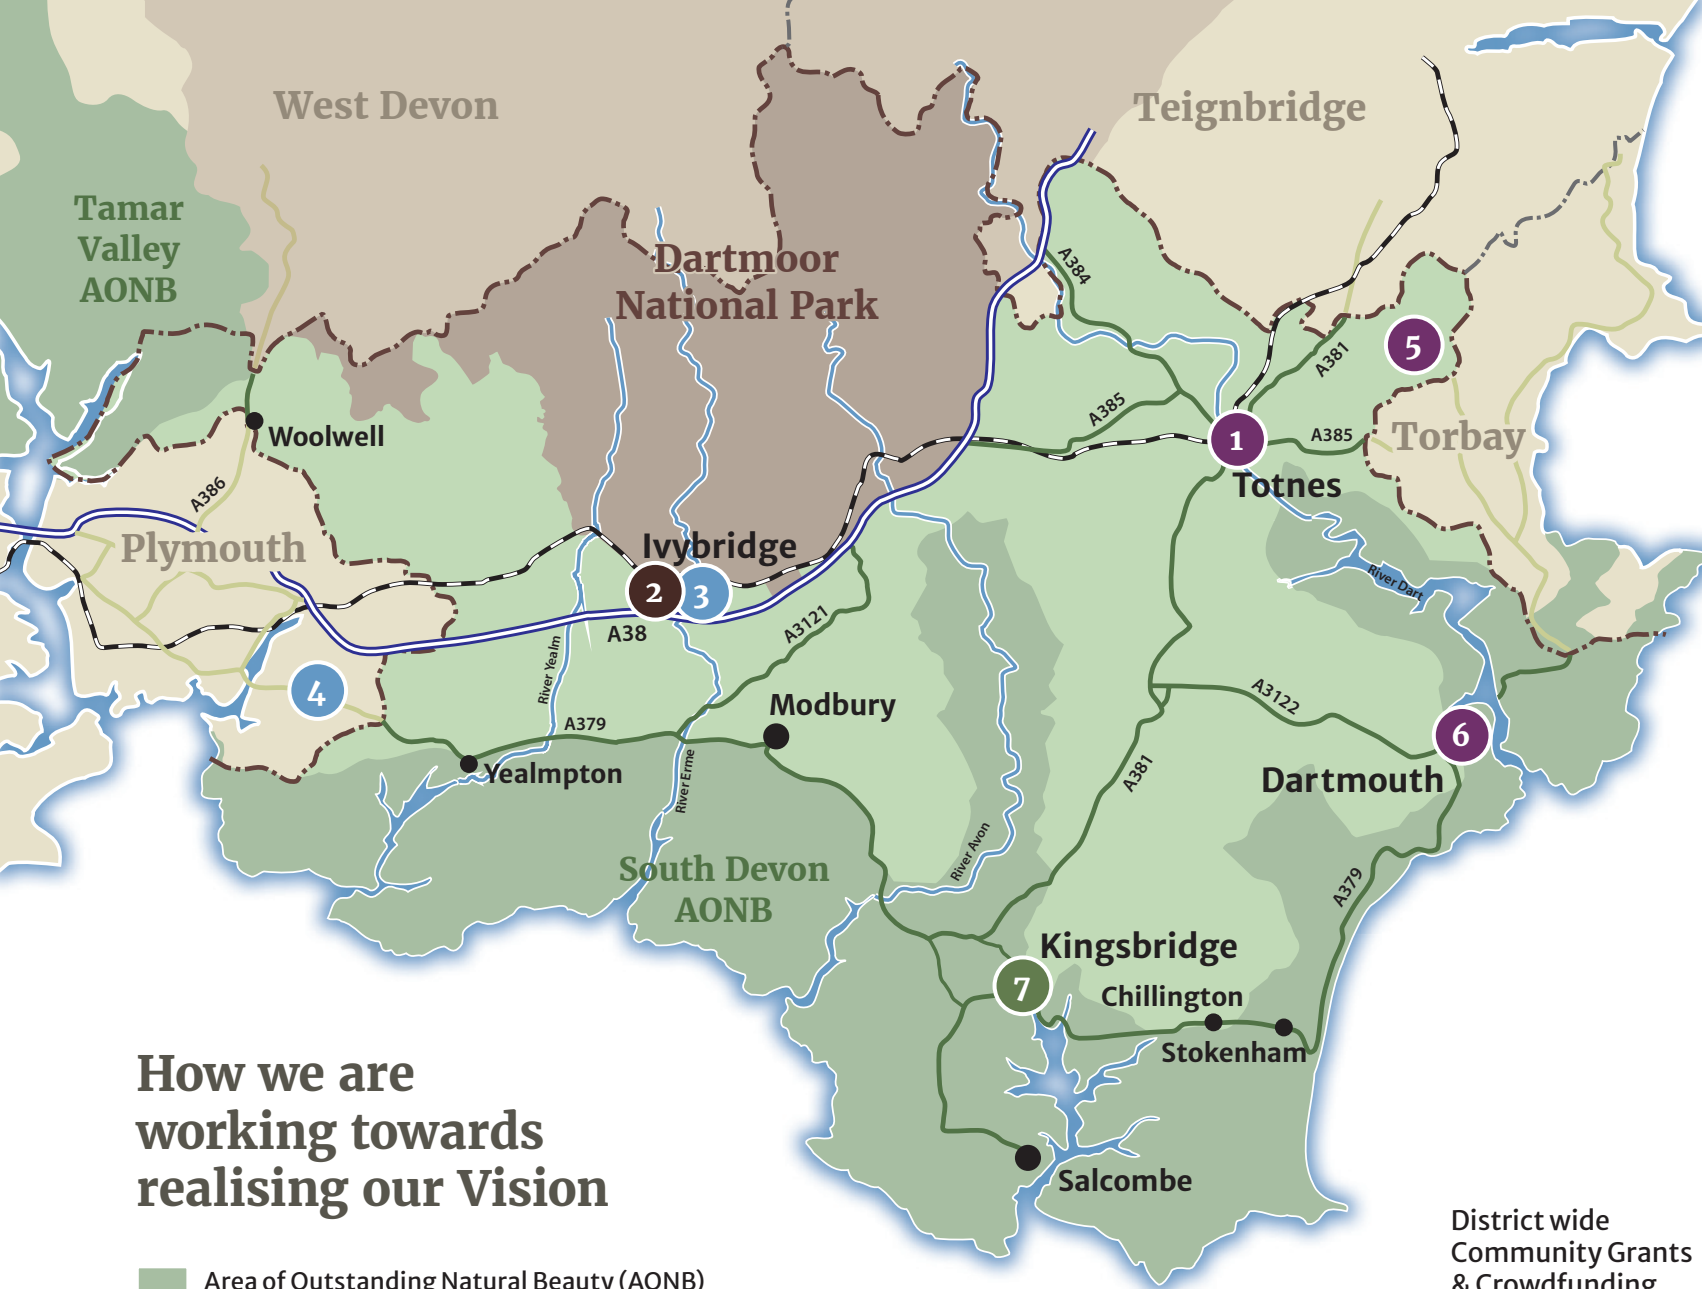 West Devon
Teignbridge
Tamar
Valley
AONB
Dartmoor
National Park
A384
A381
5
A385
1
A385
Torbay
Totnes
Woolwell
A386
Plymouth
Ivybridge
2
3
A38
A3121
River Dart
River Yealm
4
Modbury
A3122
A379
6
Yealmpton
River Erme
A381
Dartmouth
South Devon
AONB
River Avon
A379
Kingsbridge
7
Chillington
Stokenham
Salcombe
How we are
working towards
realising our Vision
Area of Outstanding Natural Beauty (AONB)
District wide
Community Grants
& Crowdfunding